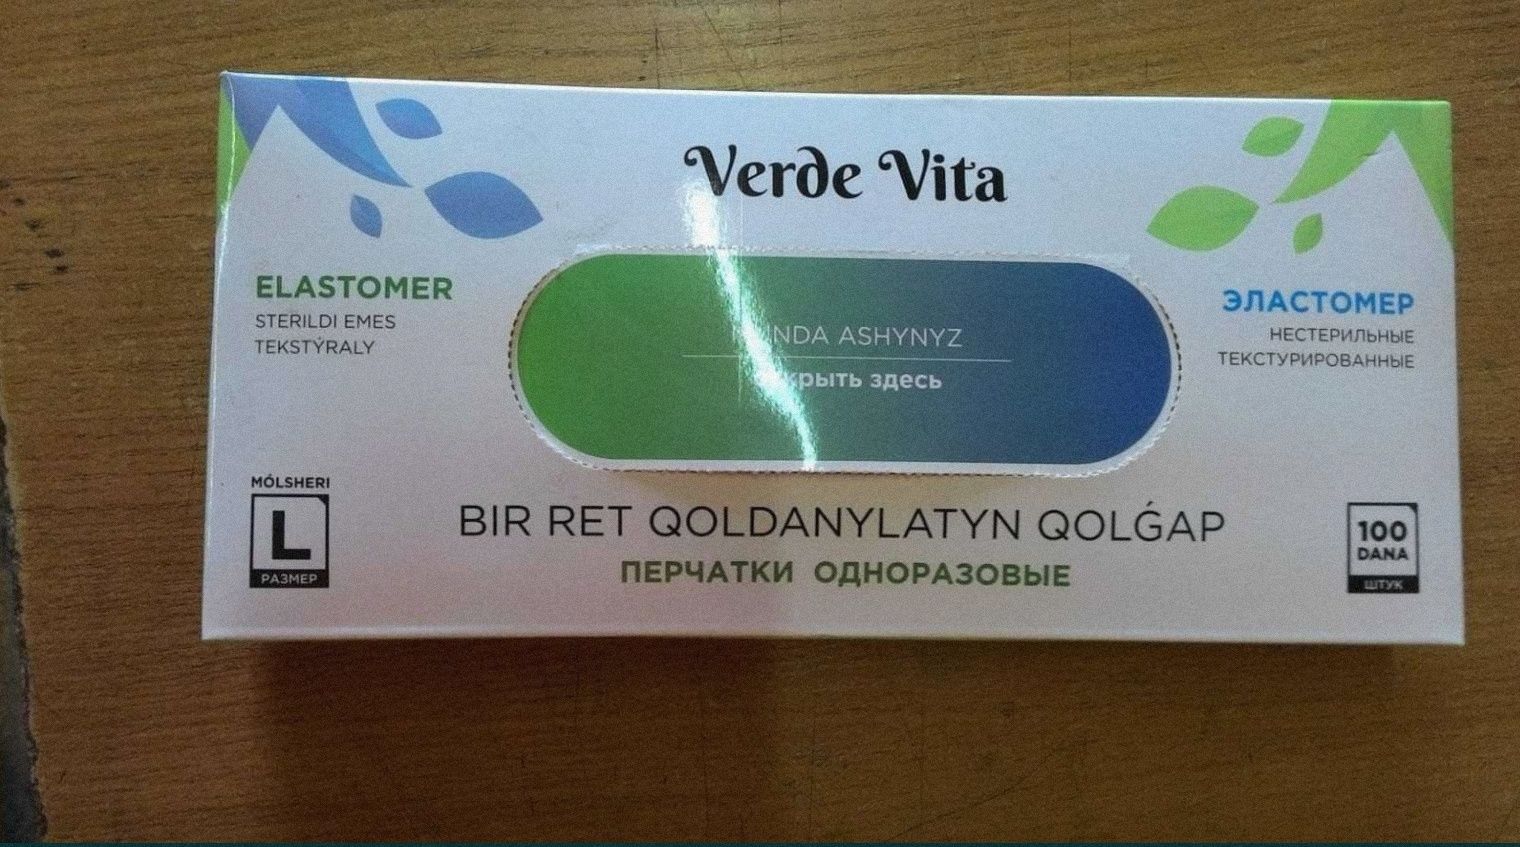 Verde Vita
ELASTOMER
STERILDI EMES
TEKSTÝRALY
ASHYNYZ
здесь
ЭЛАСТОМЕР
НЕСТЕРИЛЬНЫЕ
ТЕКСТУРИРОВАННЫЕ
MÓLSHERI
L
РАЗМЕР
BIR RET QOLDANYLATYN QOLǴAP
ПЕРЧАТКИ ОДНОРАЗОВЫЕ
100
DANA
ШТУК